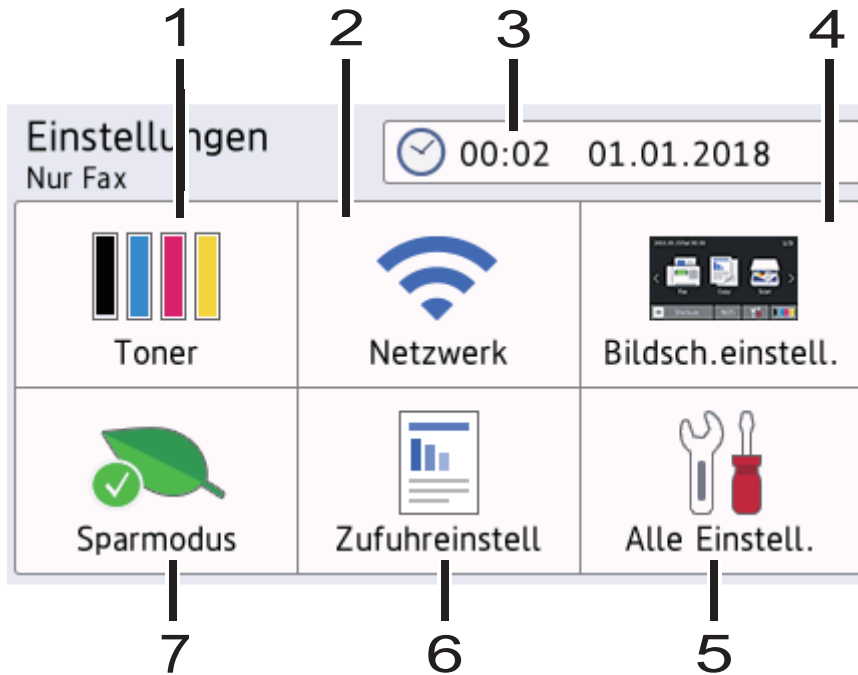 1 2 3 4
Einstellungen
Nur Fax
00:02 01.01.2018
Toner
Netzwerk
Bildsch.einstell.
Sparmodus
Zufuhreinstell
Alle Einstell.
7 6 5